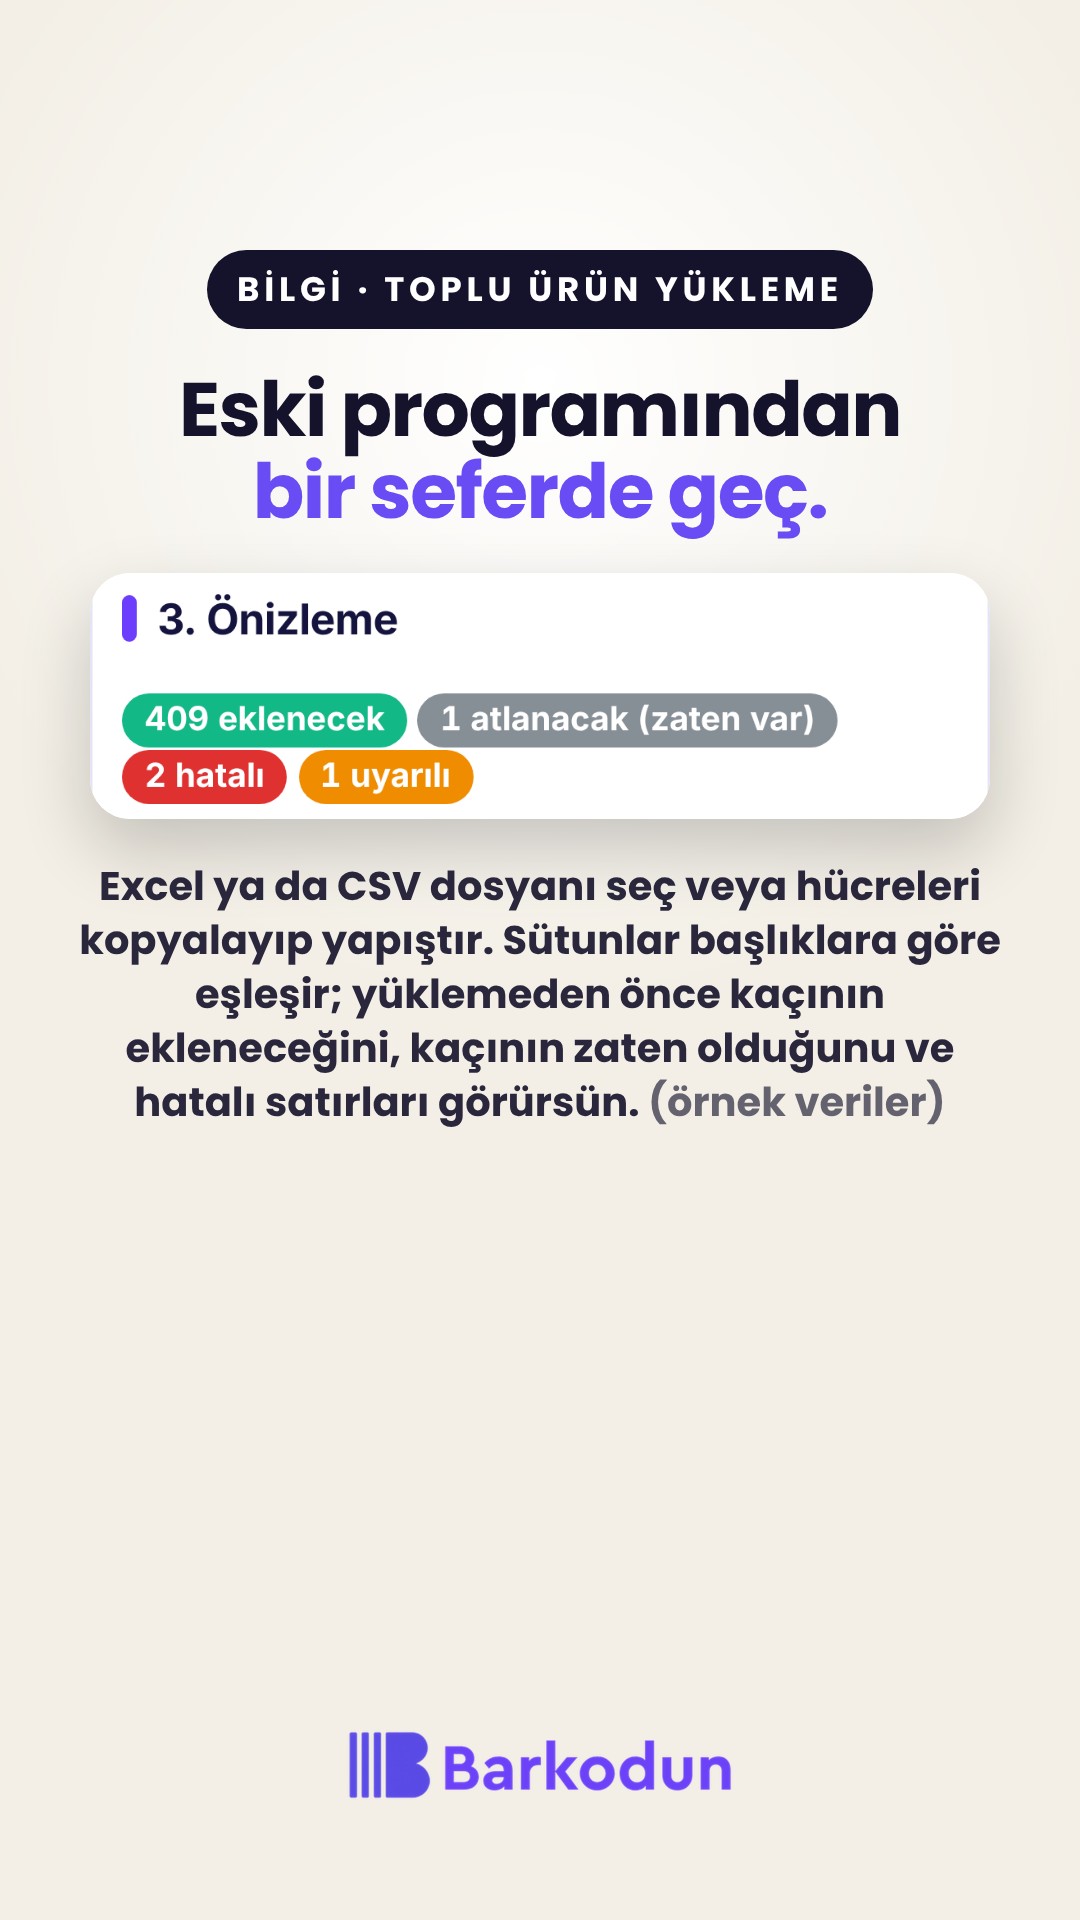 BİLGİ · TOPLU ÜRÜN YÜKLEME
Eski programından
bir seferde geç.
3. Önizleme
409 eklenecek 1 atlanacak (zaten var)
2 hatalı 1 uyarılı
Excel ya da CSV dosyanı seç veya hücreleri
kopyalayıp yapıştır. Sütunlar başlıklara göre
eşleşir; yüklemeden önce kaçının
ekleneceğini, kaçının zaten olduğunu ve
hatalı satırları görürsün. (örnek veriler)
Barkodun